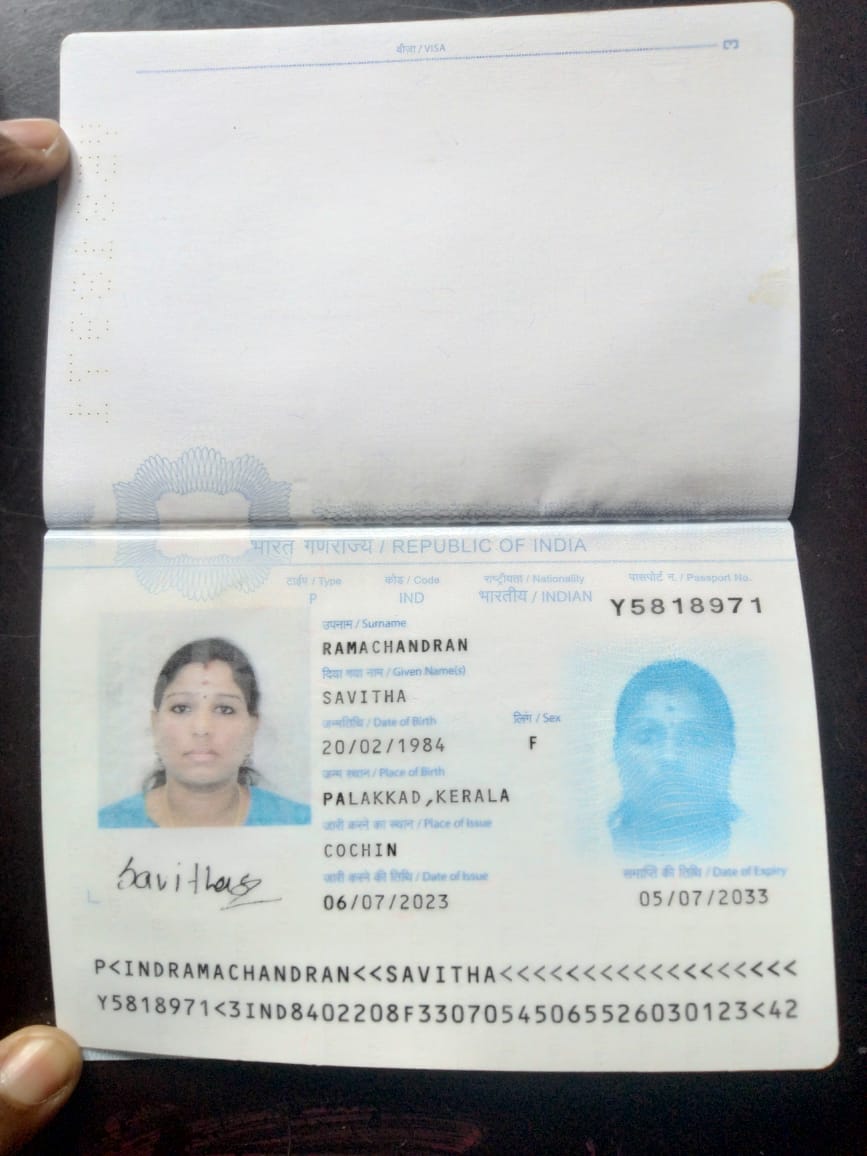 वीज़ा / VISA
3
भारत गणराज्य / REPUBLIC OF INDIA
टाईप / Type
कोड / Code
राष्ट्रीयता / Nationality
पासपोर्ट न. / Passport No.
P
IND
भारतीय / INDIAN
Y5818971
उपनाम / Surname
RAMACHANDRAN
दिया गया नाम / Given Name(s)
SAVITHA
जन्मतिथि / Date of Birth
लिंग / Sex
20/02/1984
F
जन्म स्थान / Place of Birth
PALAKKAD,KERALA
जारी करने का स्थान / Place of Issue
COCHIN
जारी करने की तिथि / Date of Issue
समाप्ति की तिथि / Date of Expiry
06/07/2023
05/07/2033
P<INDRAMACHANDRAN<<SAVITHA<<<<<<<<<<<<<<<<<<
Y5818971<3IND8402208F33070545065526030123<42